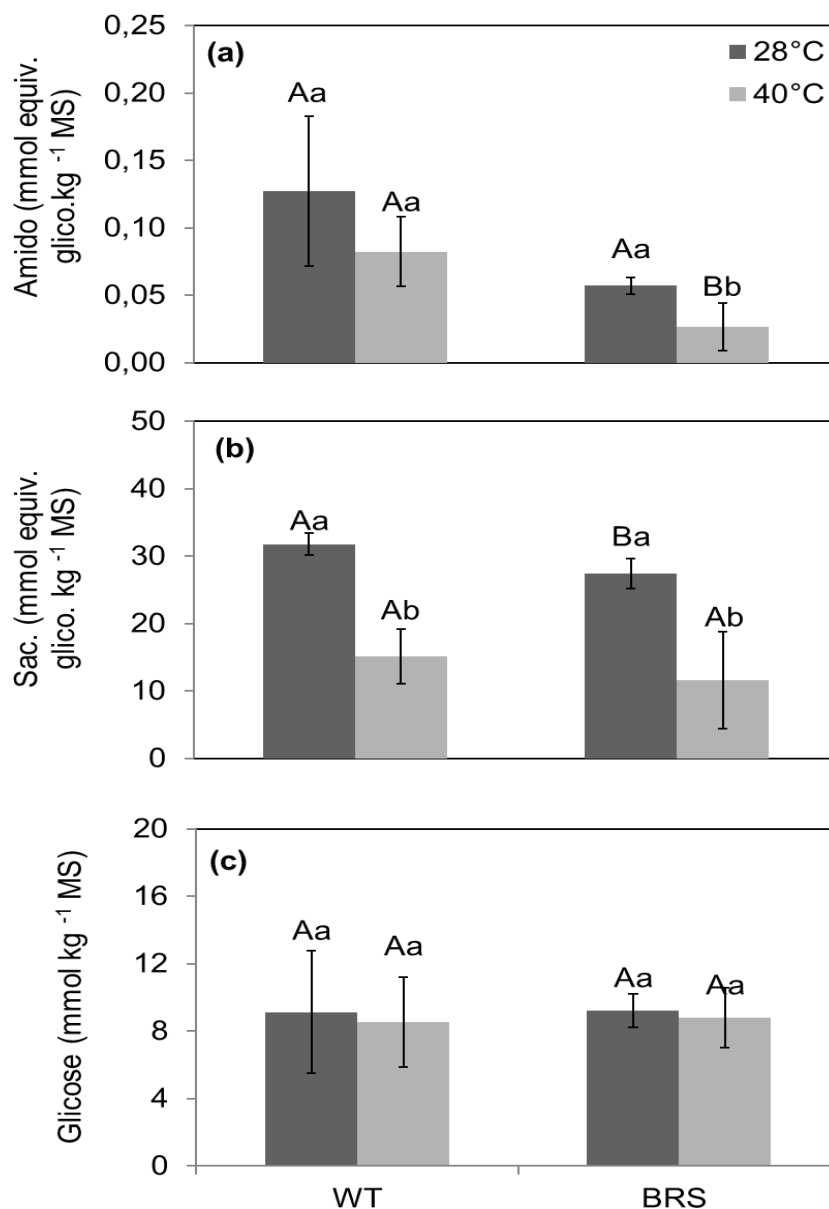 (a)
28°C
40°C
Amido (mmol equiv.
glico.kg -1 MS)
0,25
0,20
0,15
0,10
0,05
0,00
Aa
Aa
Aa
Bb
(b)
Sac. (mmol equiv.
glico. kg -1 MS)
50
40
30
20
10
0
Aa
Ab
Ba
Ab
(c)
Glicose (mmol kg -1 MS)
20
16
12
8
4
0
Aa
Aa
Aa
Aa
WT
BRS